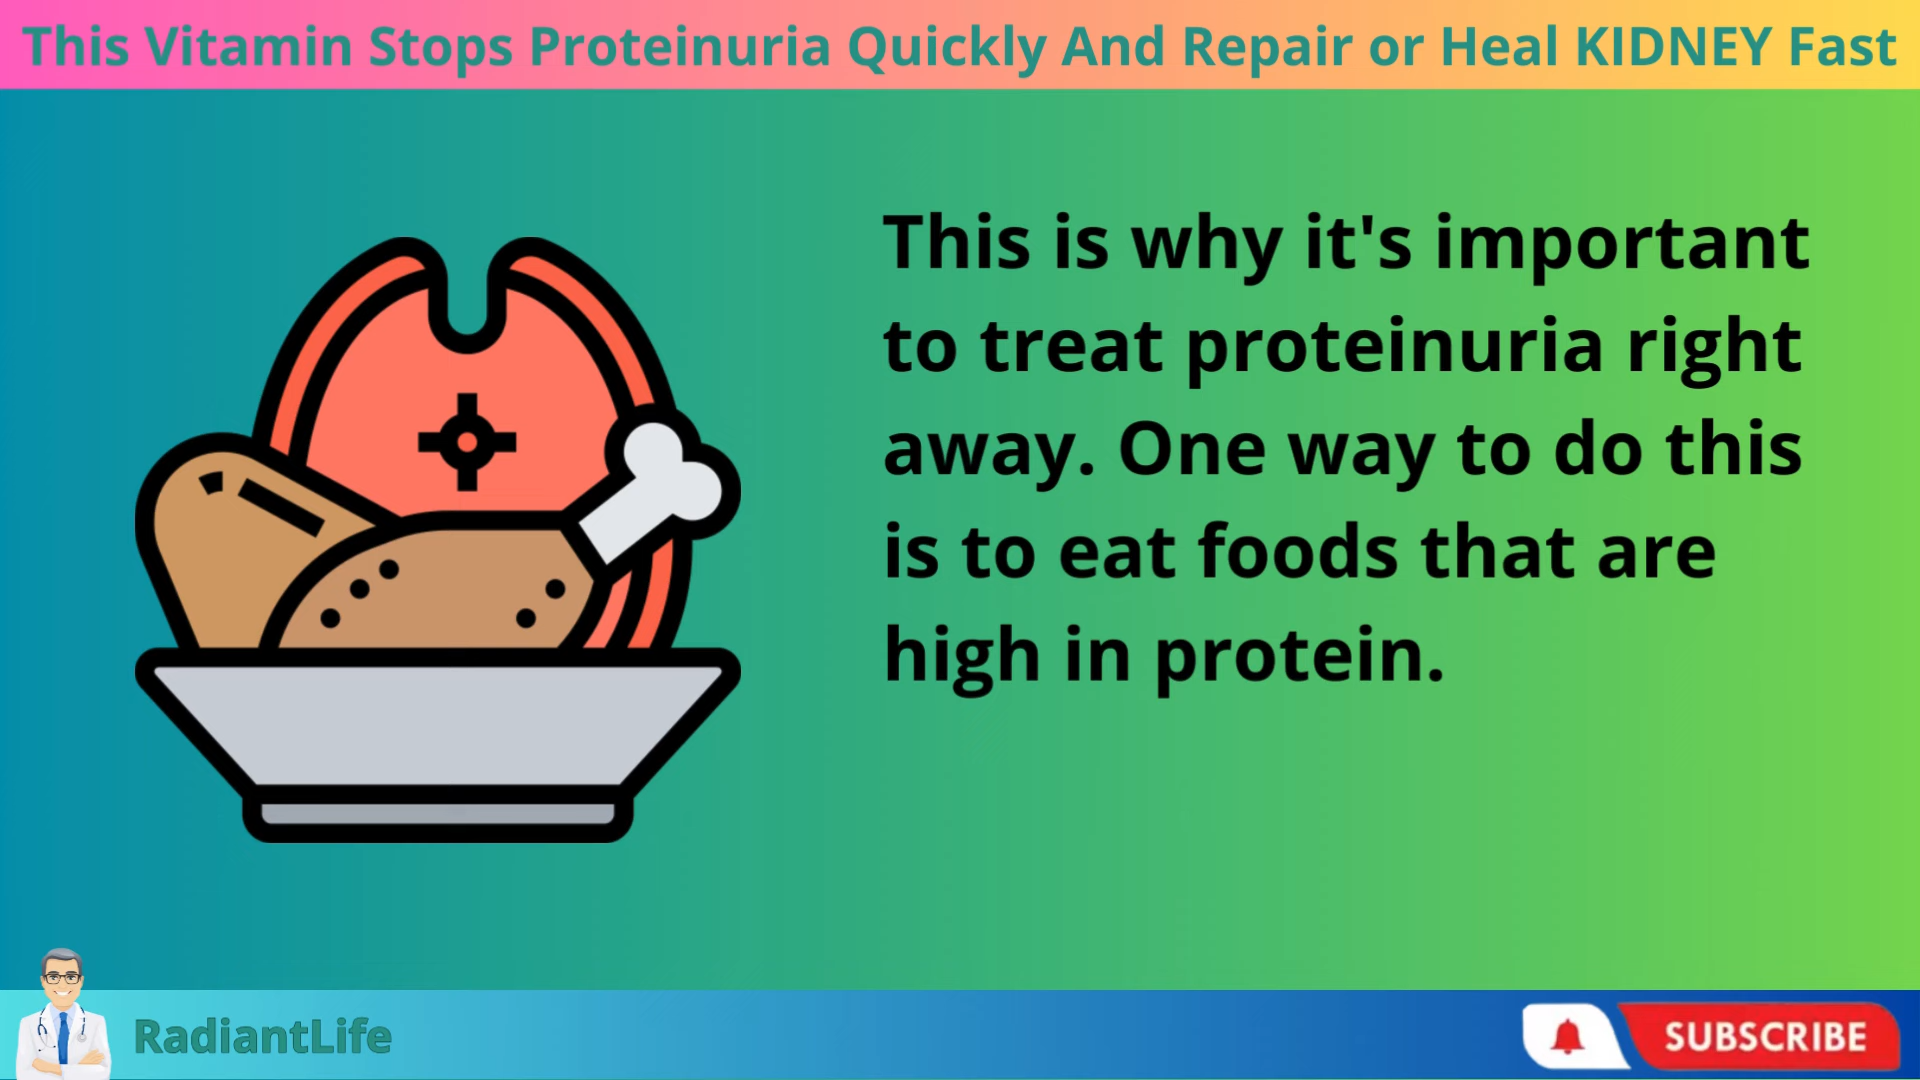 This Vitamin Stops Proteinuria Quickly And Repair or Heal KIDNEY Fast
This is why it's important
to treat proteinuria right
away. One way to do this
is to eat foods that are
high in protein.
RadiantLife
SUBSCRIBE